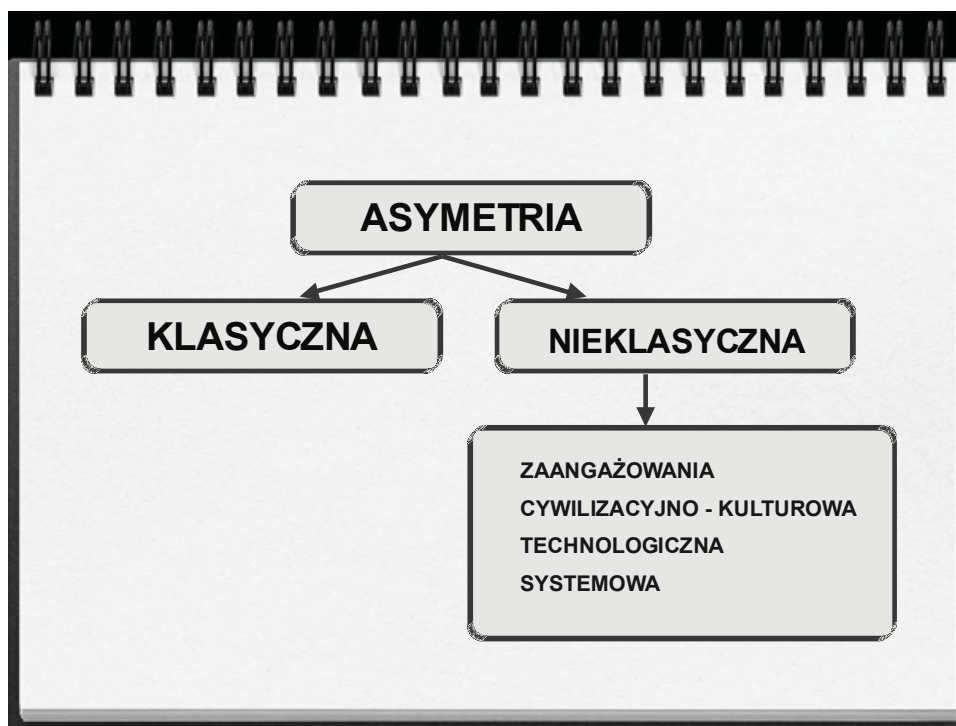 ASYMETRIA
KLASYCZNA
NIEKLASYCZNA
ZAANGAŻOWANIA
CYWILIZACYJNO - KULTUROWA
TECHNOLOGICZNA
SYSTEMOWA